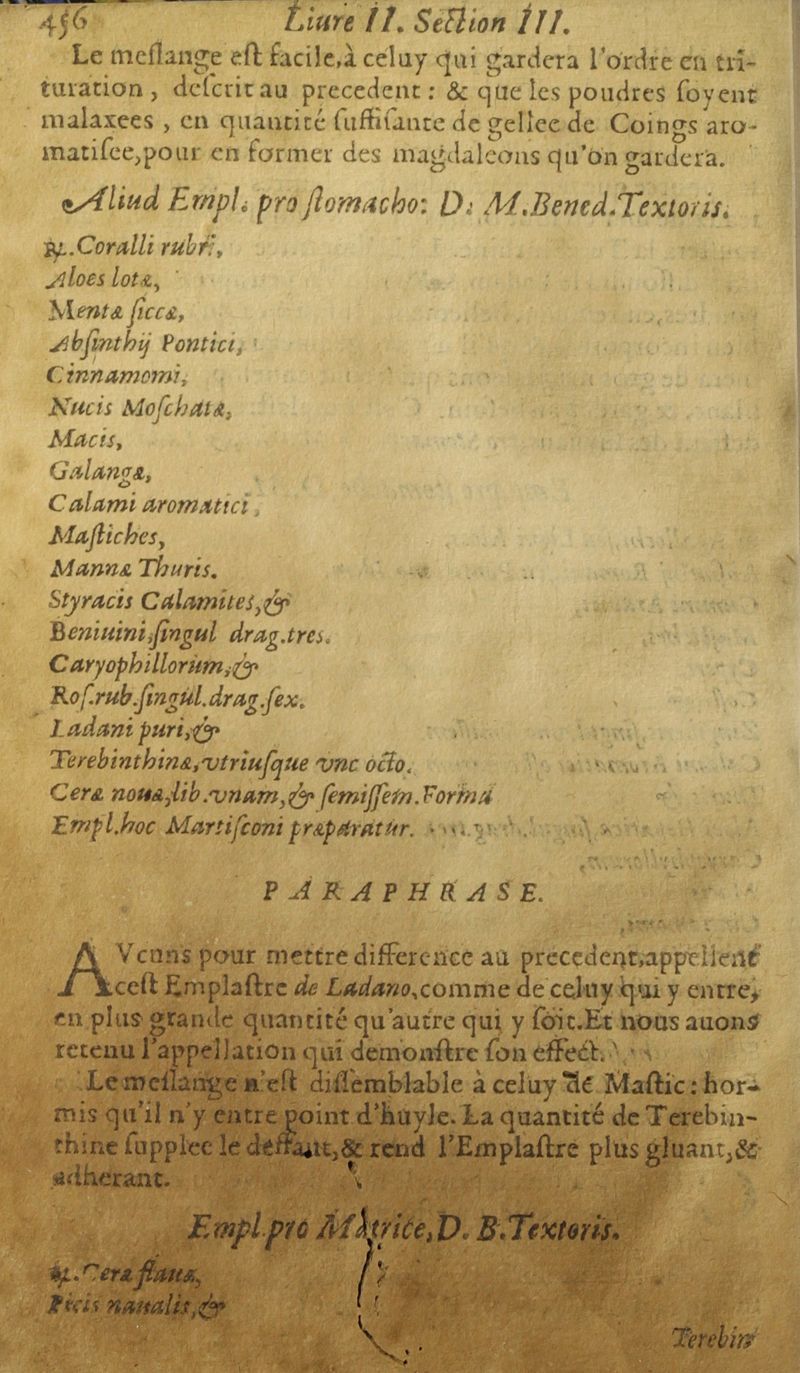 456 Liure II. Section III.
Le meſlange eſt facile,à celuy qui gardera l'ordre en tri-
turation, deſcrit au precedent : & que les poudres ſoyent
malaxees , en quantité ſuffiſante de gellee de Coings aro-
matiſee,pour en former des magdaleons qu'on gardera.
Aliud Empl. pro ſtomacho: D. M.Bened.Textoris.
℞.Coralli rubri,
Aloes lotæ,
Mentæ ſiccæ,
Abſinthij Pontici,
Cinnamomi,
Nucis Moſchatæ,
Macis,
Galangæ,
Calami aromatici,
Maſtiches,
Mannæ Thuris.
Styracis Calamites,&
Beniuini,ſingul drag.tres.
Caryophillorum,&
Roſ.rub.ſingul.drag.ſex.
Ladani puri,&
Terebinthinæ,vtriuſque vnc octo.
Ceræ nouæ,lib.vnam,& ſemiſſem.Forma
Empl.hoc Martiſconi præparatur.
PARAPHRASE.
AVcuns pour mettre difference au precedent,appellent
ceſt Emplaſtre de Ladano,comme de celuy qui y entre,
en plus grande quantité qu'autre qui y ſoit.Et nous auons
retenu l'appellation qui demonſtre ſon effect.
Le meſlange n'eſt diſſemblable à celuy de Maſtic : hor-
mis qu'il n'y entre point d'huyle. La quantité de Terebin-
thine ſupplee le deffaut,& rend l'Emplaſtre plus gluant,&
adherant.
Empl.pro Matrice,D. B.Textoris.
℞.Ceræ flauæ,
Picis naualis,&
Terebin